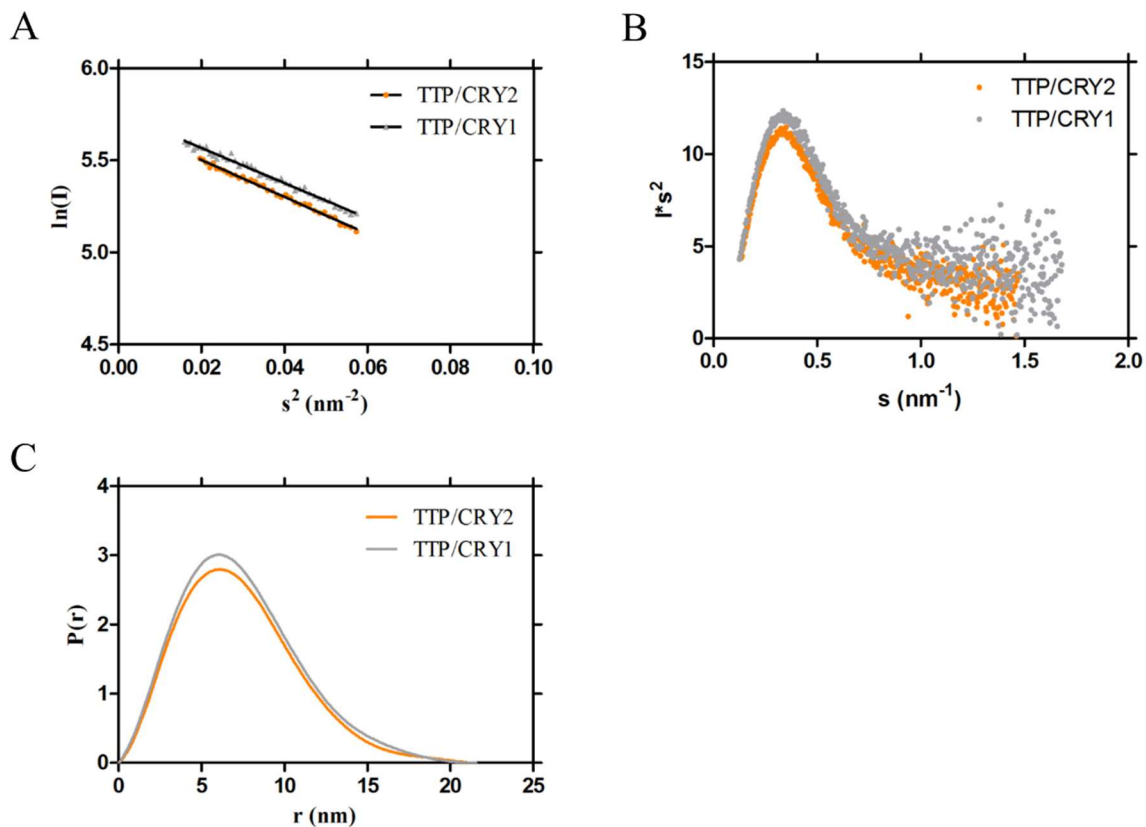 A
6.0
5.5
5.0
4.5
ln(I)
TTP/CRY2
TTP/CRY1
0.00 0.02 0.04 0.06 0.08 0.10
s² (nm⁻²)
B
15
10
5
0
I*s²
TTP/CRY2
TTP/CRY1
0.0 0.5 1.0 1.5 2.0
s (nm⁻¹)
C
4
3
2
1
0
P(r)
TTP/CRY2
TTP/CRY1
0 5 10 15 20 25
r (nm)